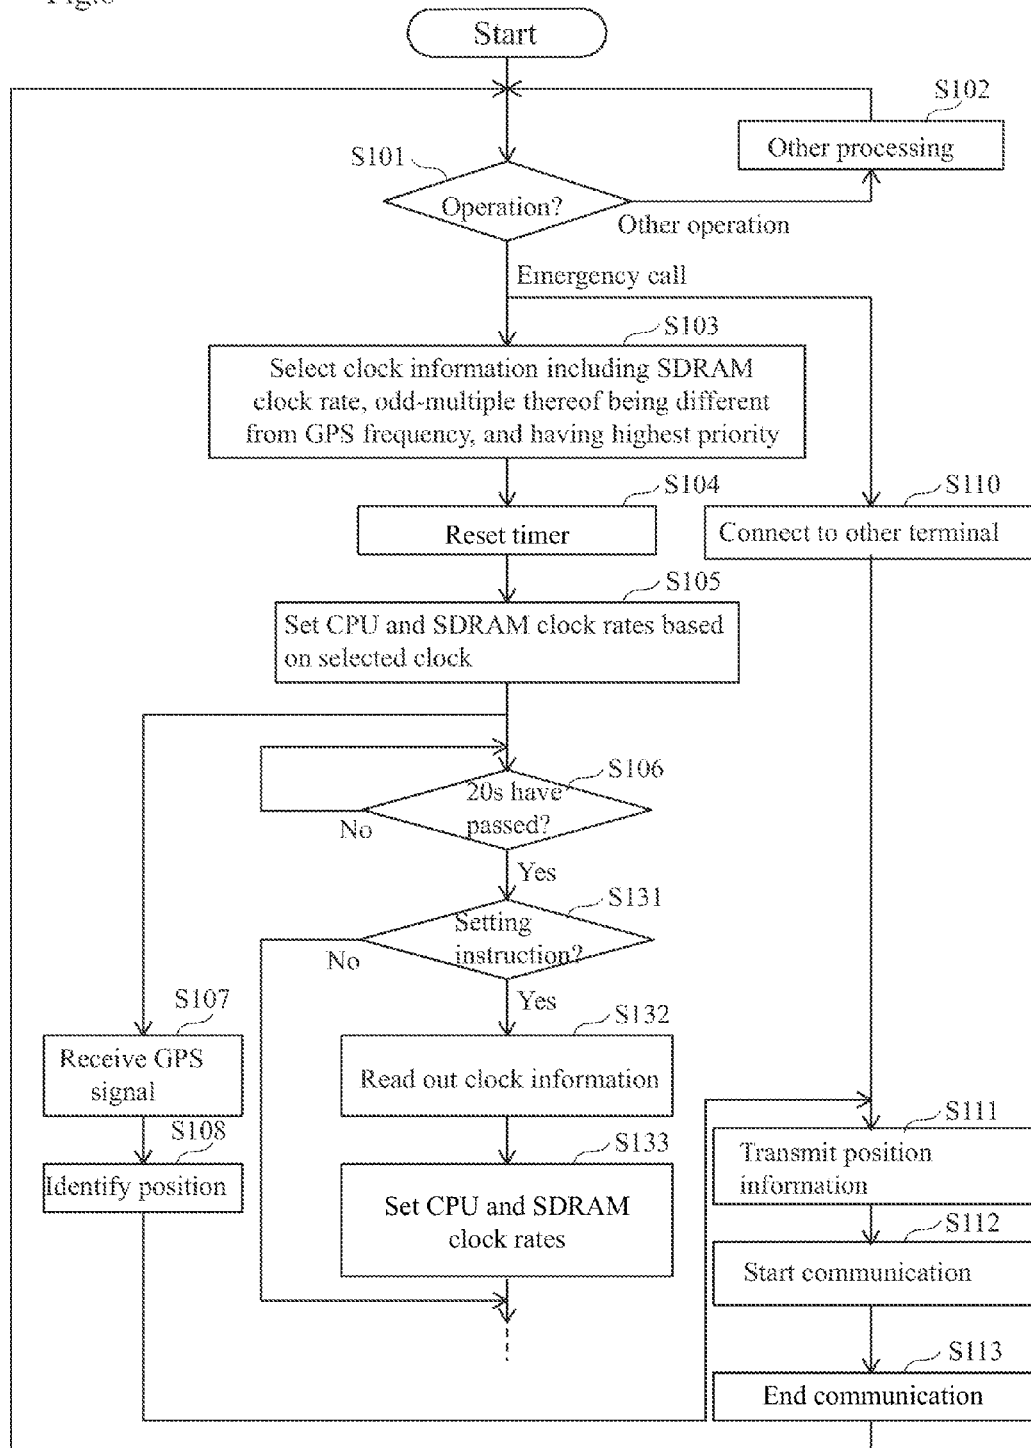 Start
S102
Other processing
S101
Operation?
Other operation
Emergency call
S103
Select clock information including SDRAM
clock rate, odd-multiple thereof being different
from GPS frequency, and having highest priority
S104
Reset timer
S110
Connect to other terminal
S105
Set CPU and SDRAM clock rates based
on selected clock
S106
20s have
passed?
No
Yes
S131
Setting
instruction?
No
Yes
S107
Receive GPS
signal
S132
Read out clock information
S108
Identify position
S133
Set CPU and SDRAM
clock rates
S111
Transmit position
information
S112
Start communication
S113
End communication